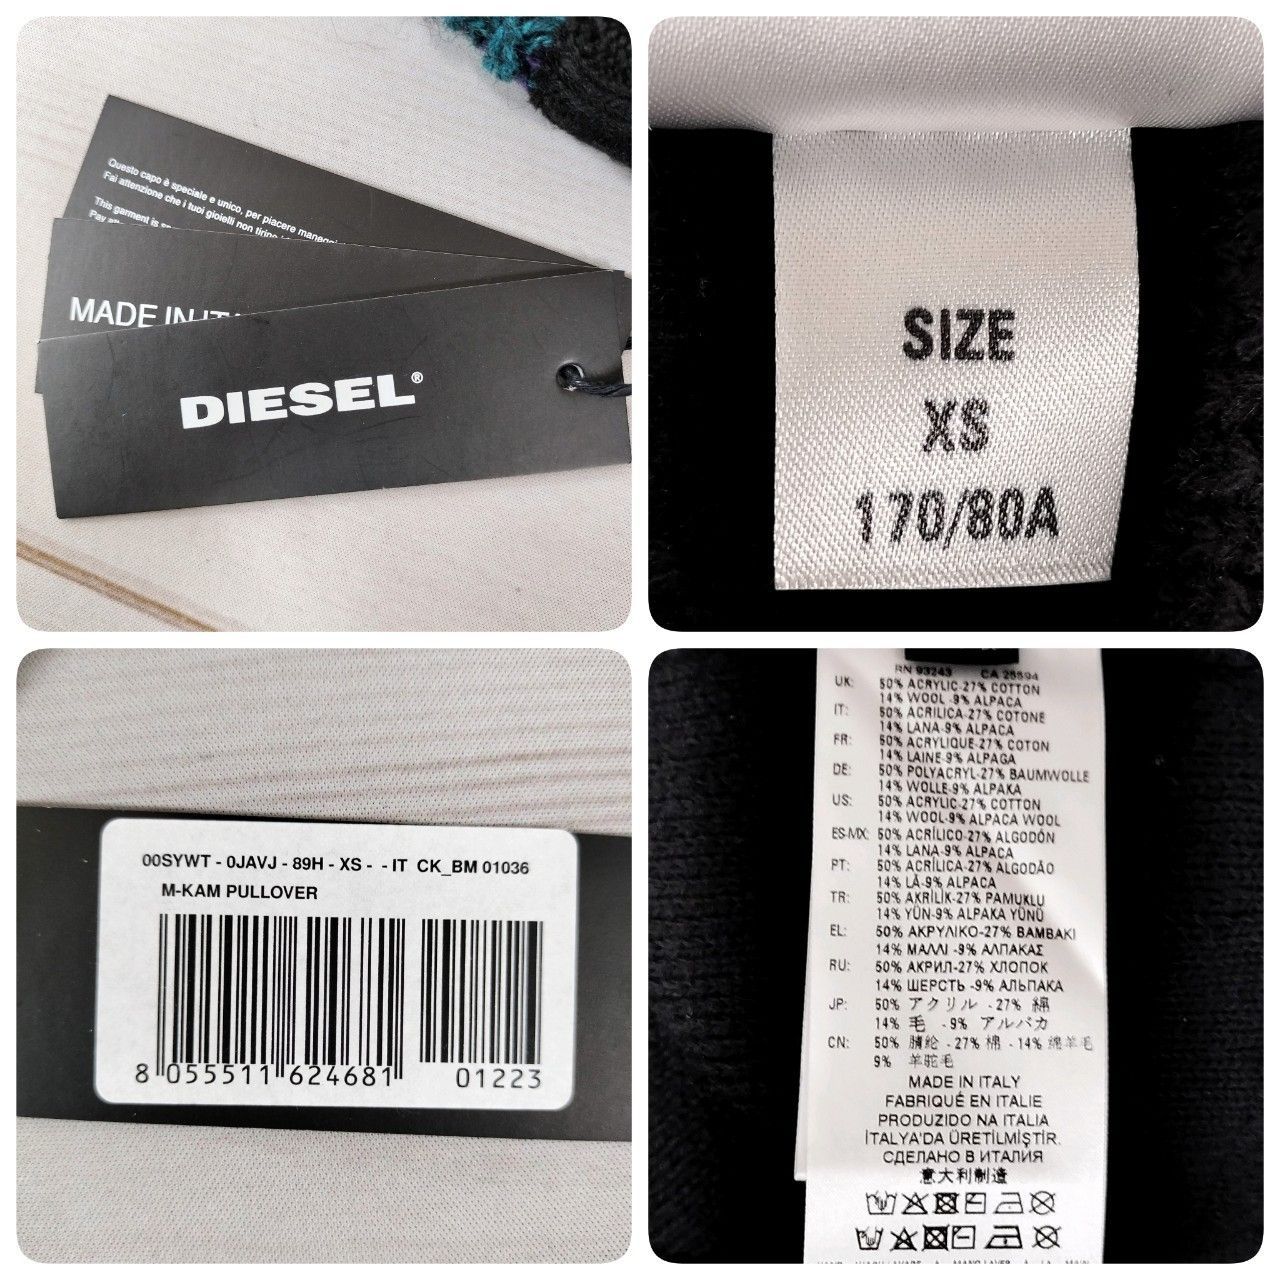 Questo capo è speciale e unico, per piacere
Fai attenzione che i tuoi gioielli non tirino
This garment is
Pay
MADE IN
DIESEL®
SIZE
XS
170/80A
00SYWT - 0JAVJ - 89H - XS - - IT CK_BM 01036
M-KAM PULLOVER
8 055511 624681 01223
RN 93243 CA 25594
UK: 50% ACRYLIC-27% COTTON
14% WOOL -9% ALPACA
IT: 50% ACRILICA-27% COTONE
14% LANA-9% ALPACA
FR: 50% ACRYLIQUE-27% COTON
14% LAINE-9% ALPAGA
DE: 50% POLYACRYL-27% BAUMWOLLE
14% WOLLE-9% ALPAKA
US: 50% ACRYLIC-27% COTTON
14% WOOL-9% ALPACA WOOL
ES-MX: 50% ACRÍLICO-27% ALGODÓN
14% LANA-9% ALPACA
PT: 50% ACRÍLICA-27% ALGODÃO
14% LÃ-9% ALPACA
TR: 50% AKRİLİK-27% PAMUKLU
14% YÜN-9% ALPAKA YÜNÜ
EL: 50% ΑΚΡΥΛΙΚΟ-27% ΒΑΜΒΑΚΙ
14% ΜΑΛΛΙ -9% ΑΛΠΑΚΑΣ
RU: 50% АКРИЛ-27% ХЛОПОК
14% ШЕРСТЬ -9% АЛЬПАКА
JP: 50% アクリル -27% 綿
14% 毛 -9% アルパカ
CN: 50% 腈纶 - 27% 棉 - 14% 绵羊毛
9% 羊驼毛
MADE IN ITALY
FABRIQUÉ EN ITALIE
PRODUZIDO NA ITALIA
İTALYA'DA ÜRETİLMİŞTİR.
СДЕЛАНО В ИТАЛИЯ
意大利制造